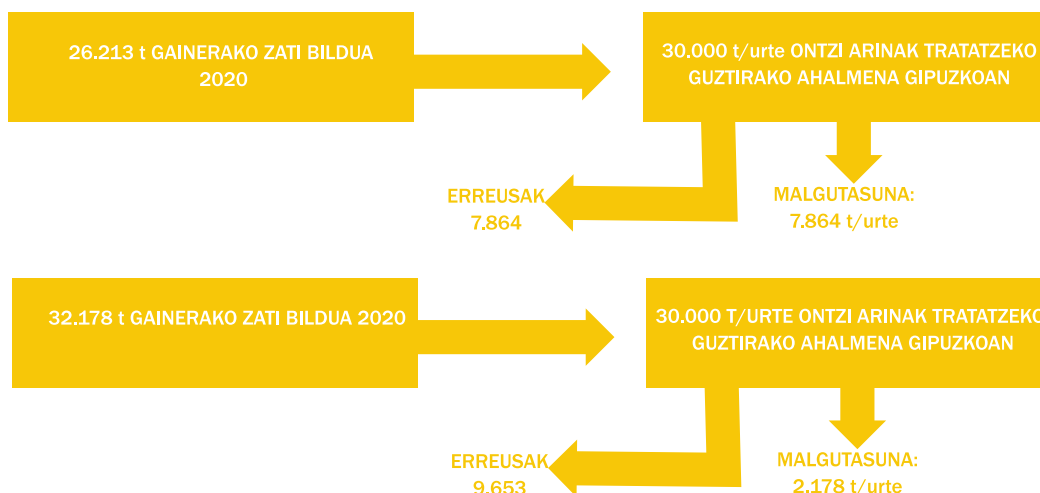 26.213 t GAINERAKO ZATI BILDUA
2020
30.000 t/urte ONTZI ARINAK TRATATZEKO
GUZTIRAKO AHALMENA GIPUZKOAN
ERREUSAK
7.864
MALGUTASUNA:
7.864 t/urte
32.178 t GAINERAKO ZATI BILDUA 2020
30.000 T/URTE ONTZI ARINAK TRATATZEKO
GUZTIRAKO AHALMENA GIPUZKOAN
ERREUSAK
9.653
MALGUTASUNA:
2.178 t/urte